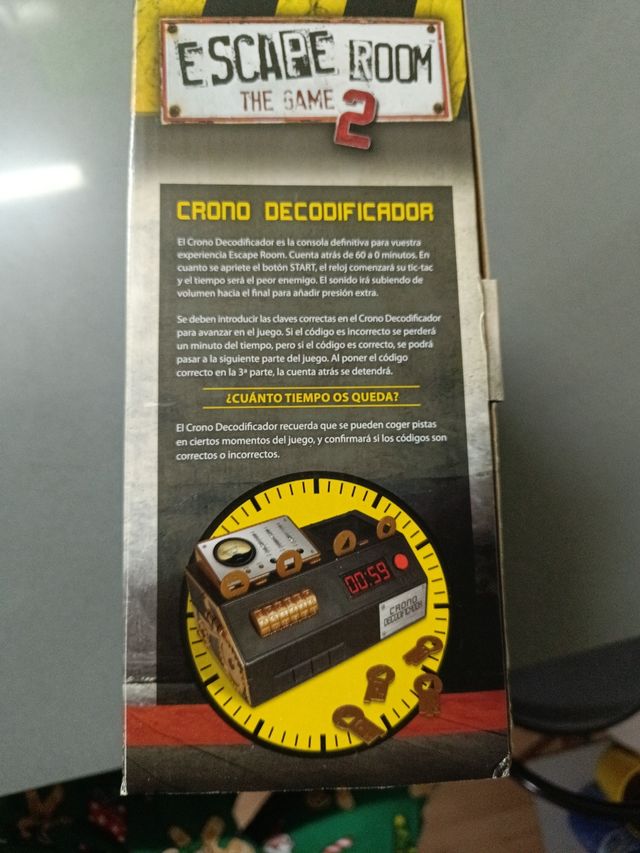 ESCAPE ROOM
THE GAME 2
CRONO DECODIFICADOR
El Crono Decodificador es la consola definitiva para vuestra
experiencia Escape Room. Cuenta atrás de 60 a 0 minutos. En
cuanto se apriete el botón START, el reloj comenzará su tic-tac
y el tiempo será el peor enemigo. El sonido irá subiendo de
volumen hacia el final para añadir presión extra.
Se deben introducir las claves correctas en el Crono Decodificador
para avanzar en el juego. Si el código es incorrecto se perderá
un minuto del tiempo, pero si el código es correcto, se podrá
pasar a la siguiente parte del juego. Al poner el código
correcto en la 3ª parte, la cuenta atrás se detendrá.
¿CUÁNTO TIEMPO OS QUEDA?
El Crono Decodificador recuerda que se pueden coger pistas
en ciertos momentos del juego, y confirmará si los códigos son
correctos o incorrectos.
00:59
CRONO
DECODIFICADOR